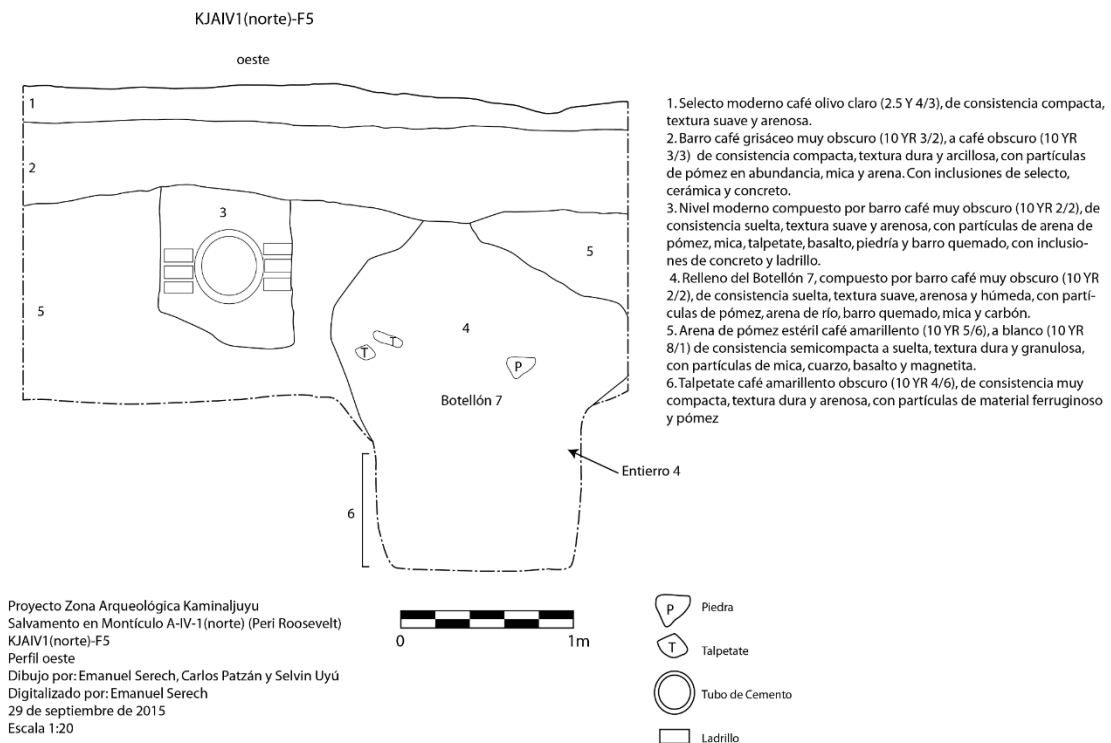 KJAIV1(norte)-F5
oeste
1
2
3
5
5
4
T
T
P
Botellón 7
Entierro 4
6
1. Selecto moderno café olivo claro (2.5 Y 4/3), de consistencia compacta,
textura suave y arenosa.
2. Barro café grisáceo muy obscuro (10 YR 3/2), a café obscuro (10 YR
3/3) de consistencia compacta, textura dura y arcillosa, con partículas
de pómez en abundancia, mica y arena. Con inclusiones de selecto,
cerámica y concreto.
3. Nivel moderno compuesto por barro café muy obscuro (10 YR 2/2), de
consistencia suelta, textura suave y arenosa, con partículas de arena de
pómez, mica, talpetate, basalto, piedría y barro quemado, con inclusio-
nes de concreto y ladrillo.
4. Relleno del Botellón 7, compuesto por barro café muy obscuro (10 YR
2/2), de consistencia suelta, textura suave, arenosa y húmeda, con partí-
culas de pómez, arena de río, barro quemado, mica y carbón.
5. Arena de pómez estéril café amarillento (10 YR 5/6), a blanco (10 YR
8/1) de consistencia semicompacta a suelta, textura dura y granulosa,
con partículas de mica, cuarzo, basalto y magnetita.
6. Talpetate café amarillento obscuro (10 YR 4/6), de consistencia muy
compacta, textura dura y arenosa, con partículas de material ferruginoso
y pómez
Proyecto Zona Arqueológica Kaminaljuyu
Salvamento en Montículo A-IV-1(norte) (Peri Roosevelt)
KJAIV1(norte)-F5
Perfil oeste
Dibujo por: Emanuel Serech, Carlos Patzán y Selvin Uyú
Digitalizado por: Emanuel Serech
29 de septiembre de 2015
Escala 1:20
0 1m
P Piedra
T Talpetate
Tubo de Cemento
Ladrillo